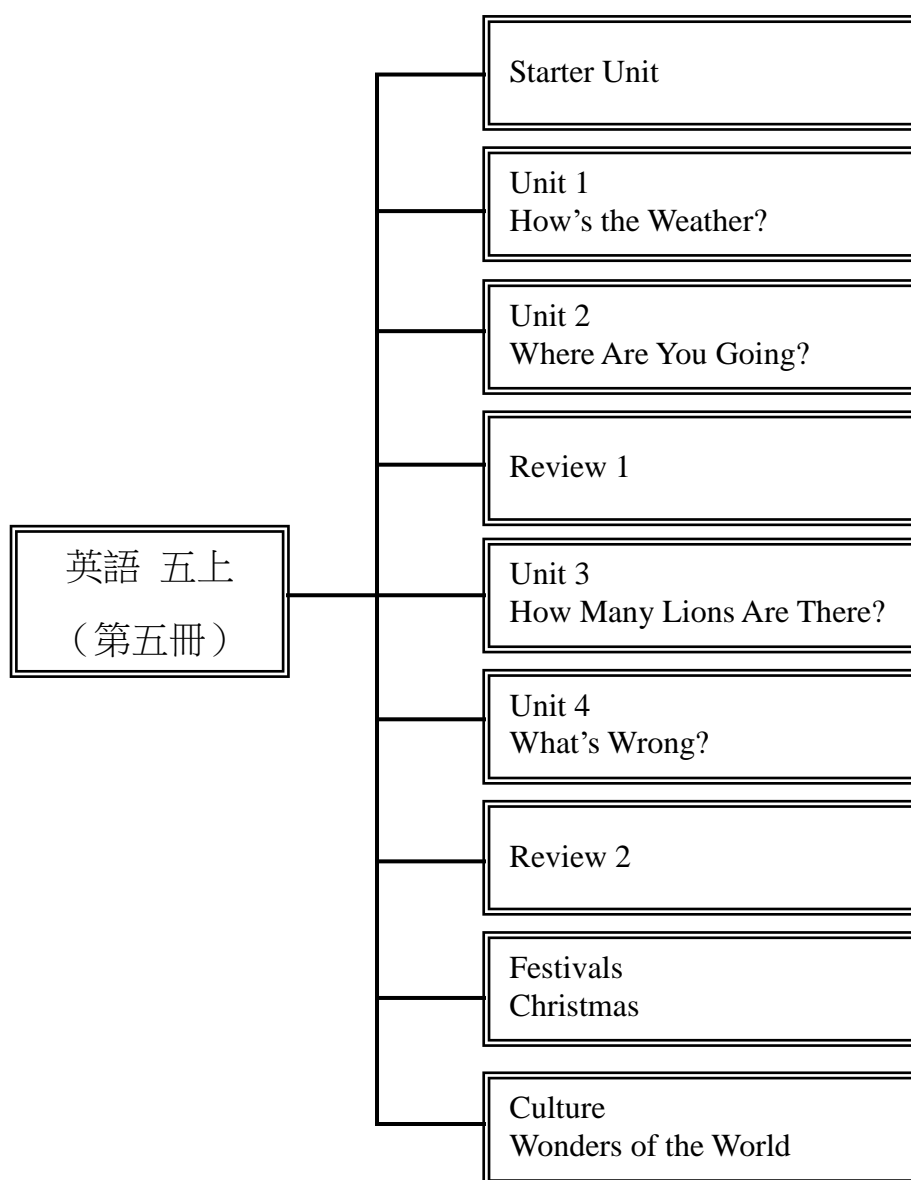 Starter Unit
Unit 1
How's the Weather?
Unit 2
Where Are You Going?
Review 1
英語 五上
（第五冊）
Unit 3
How Many Lions Are There?
Unit 4
What's Wrong?
Review 2
Festivals
Christmas
Culture
Wonders of the World